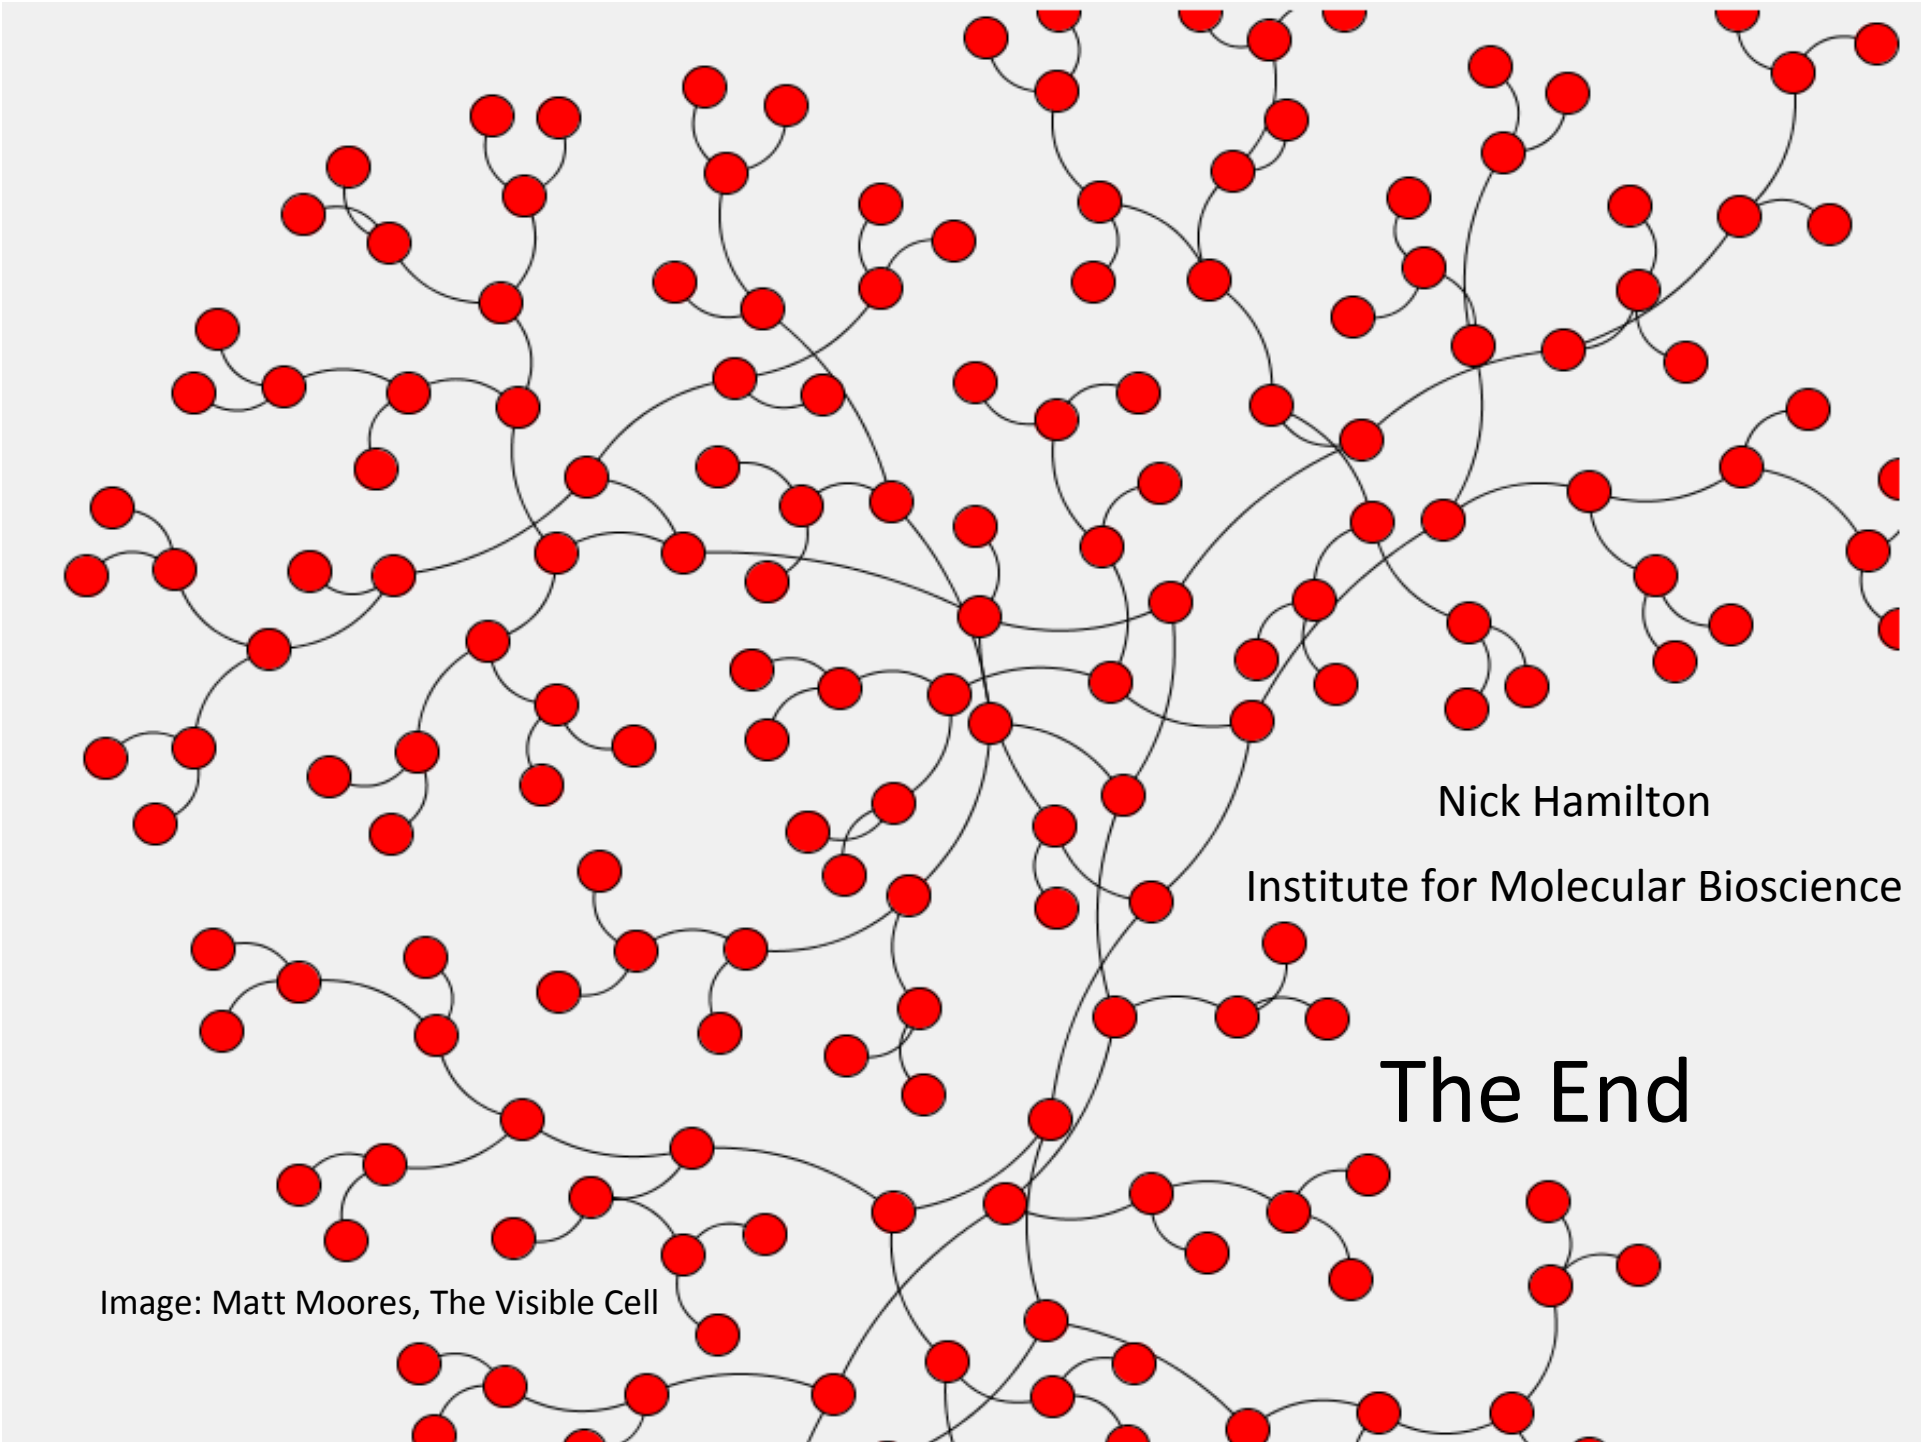 Nick Hamilton
Institute for Molecular Bioscience
The End
Image: Matt Moores, The Visible Cell